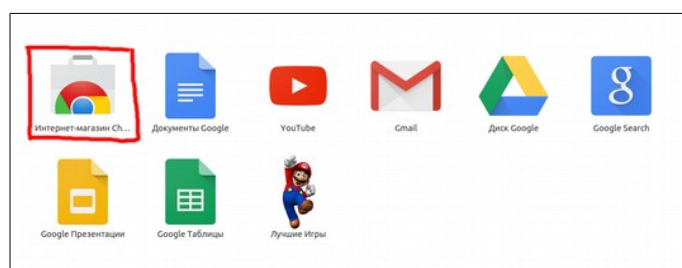 Интернет-магазин Ch...
Документы Google
YouTube
Gmail
Диск Google
Google Search
Google Презентации
Google Таблицы
Лучшие Игры